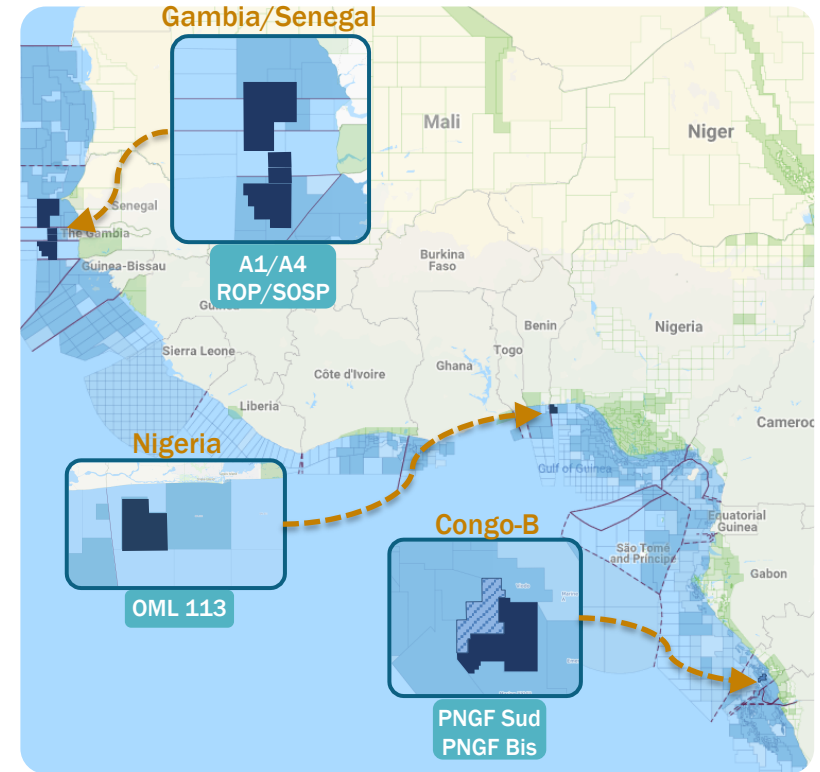 Gambia/Senegal
Mali
Niger
Senegal
The Gambia
A1/A4
ROP/SOSP
Guinea-Bissau
Burkina
Faso
Benin
Nigeria
Togo
Sierra Leone
Côte d'Ivoire
Ghana
Liberia
Nigeria
Gulf of Guinea
OML 113
Congo-B
Equatorial
Guinea
São Tomé
and Príncipe
Gabon
PNGF Sud
PNGF Bis